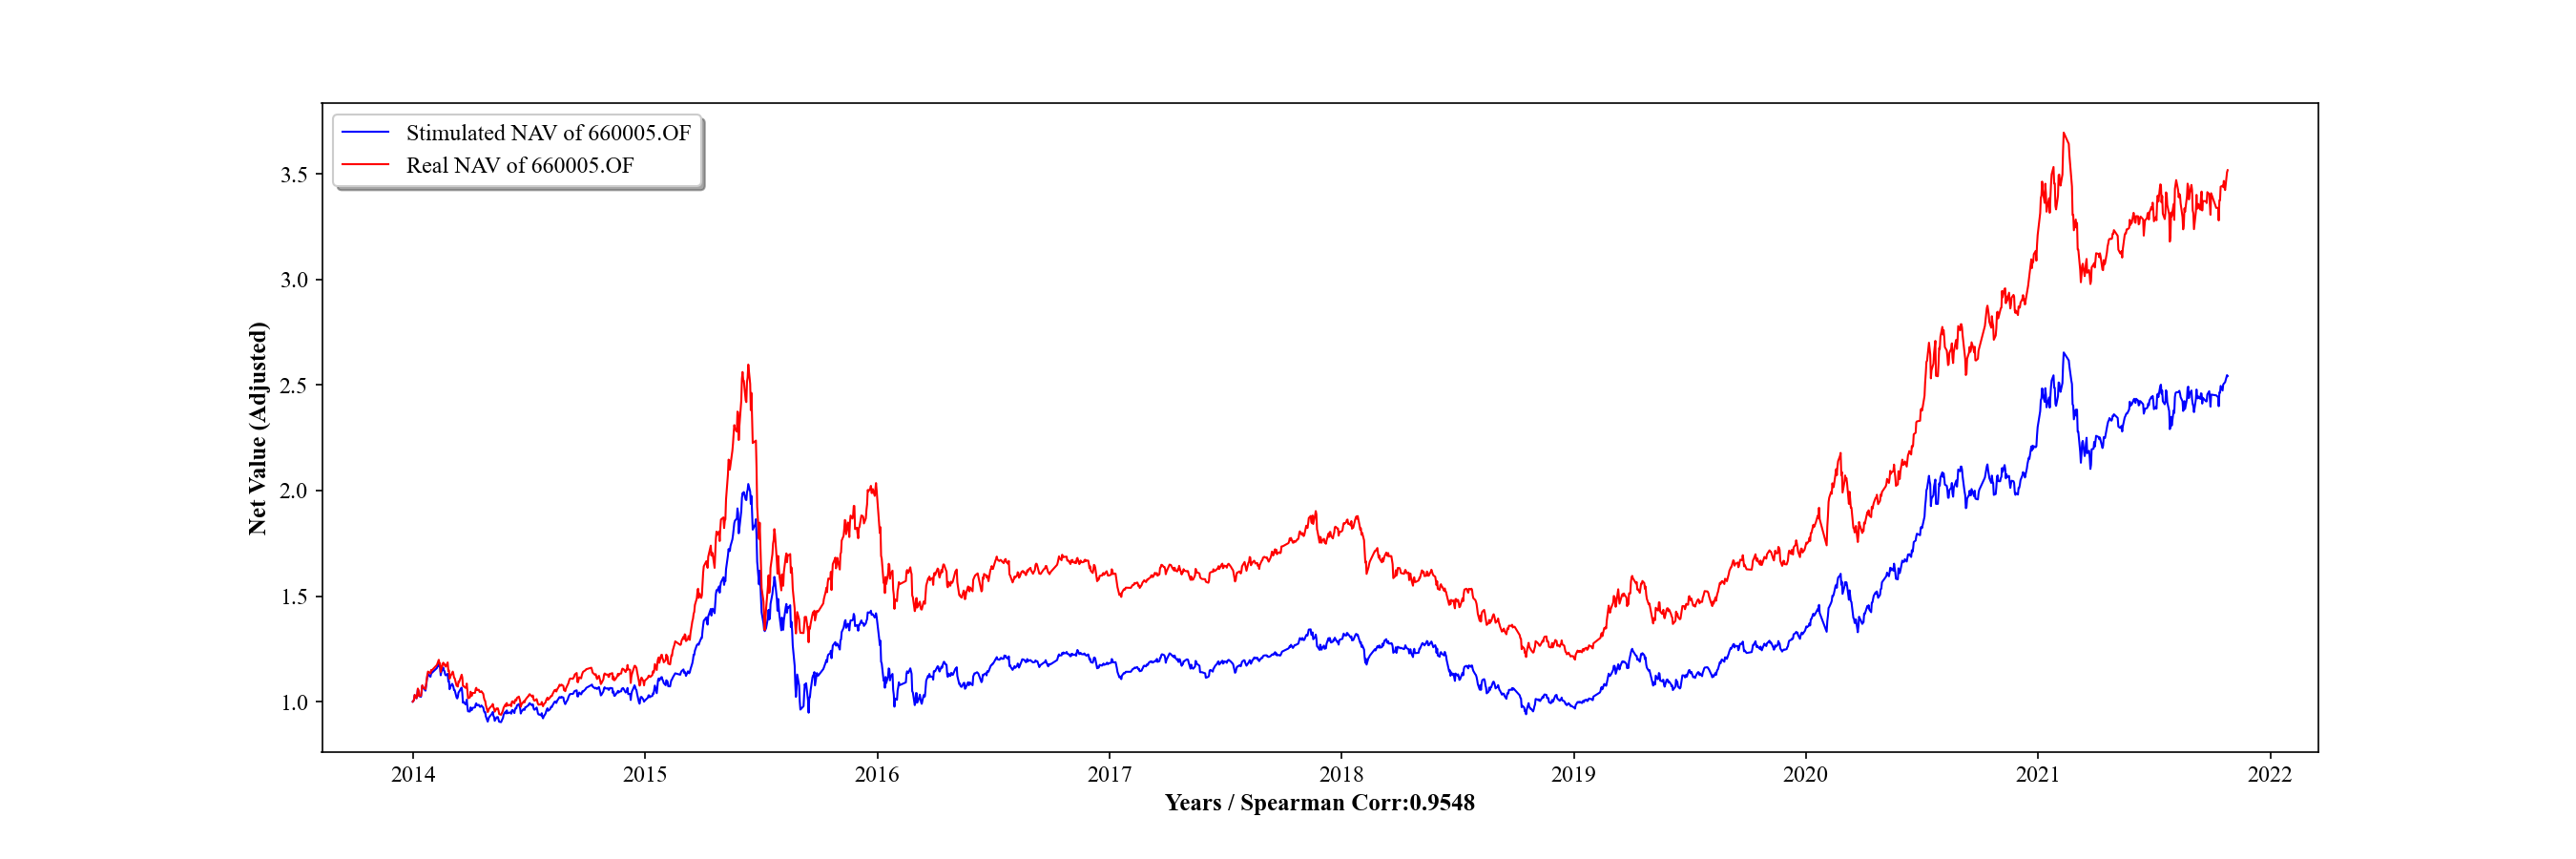 Stimulated NAV of 660005.OF
Real NAV of 660005.OF
3.5
3.0
2.5
2.0
1.5
1.0
Net Value (Adjusted)
2014 2015 2016 2017 2018 2019 2020 2021 2022
Years / Spearman Corr:0.9548